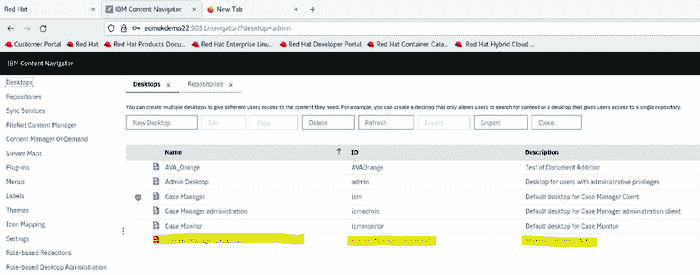 Red Hat
IBM Content Navigator
New Tab
ecmukdemo22:9081/navigator/?desktop=admin
Customer Portal
Red Hat
Red Hat Products Docu...
Red Hat Enterprise Linu...
Red Hat Developer Portal
Red Hat Container Cata...
Red Hat Hybrid Cloud ...
IBM Content Navigator
Desktops
Repositories
Sync Services
FileNet Content Manager
Content Manager OnDemand
Viewer Maps
Plug-ins
Menus
Labels
Themes
Icon Mapping
Settings
Role-based Redactions
Role-based Desktop Administration
Desktops x
Repositories x
You can create multiple desktops to give different users access to the content they need. For example, you can create a desktop that only allows users to search for content or a desktop that gives users access to a single repository.
New Desktop Edit Copy Delete Refresh Export Import Close
Name ID Description
AVA_Orange AVAOrange Test of Document Addition
Admin Desktop admin Desktop for users with administrative privileges
Case Manager icm Default desktop for Case Manager Client
Case Manager administration icmadmin Default desktop for Case Manager administration client
Case Monitor icmmonitor Default desktop for Case Monitor